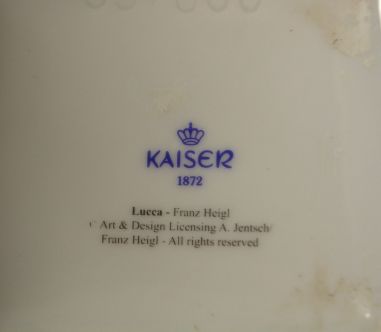 KAISER
1872
Lucca - Franz Heigl
© Art & Design Licensing A. Jentsch
Franz Heigl - All rights reserved